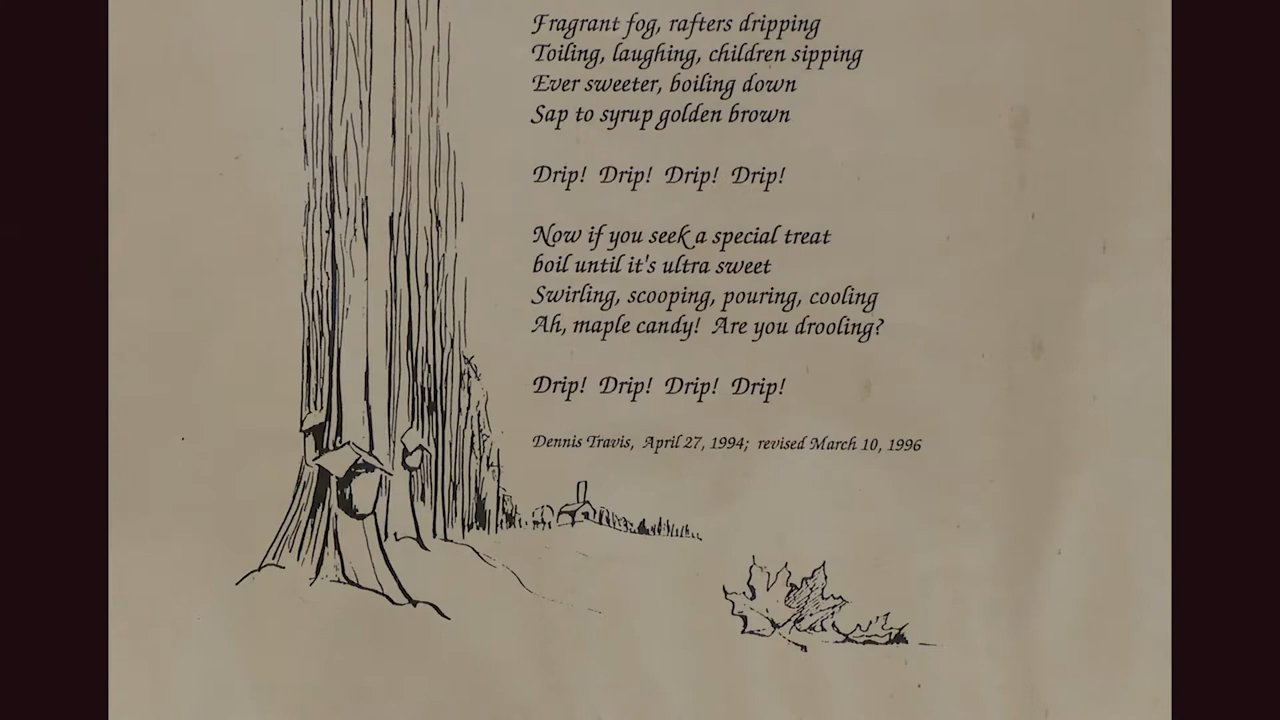 Fragrant fog, rafters dripping
Toiling, laughing, children sipping
Ever sweeter, boiling down
Sap to syrup golden brown
Drip! Drip! Drip! Drip!
Now if you seek a special treat
boil until it's ultra sweet
Swirling, scooping, pouring, cooling
Ah, maple candy! Are you drooling?
Drip! Drip! Drip! Drip!
Dennis Travis, April 27, 1994; revised March 10, 1996